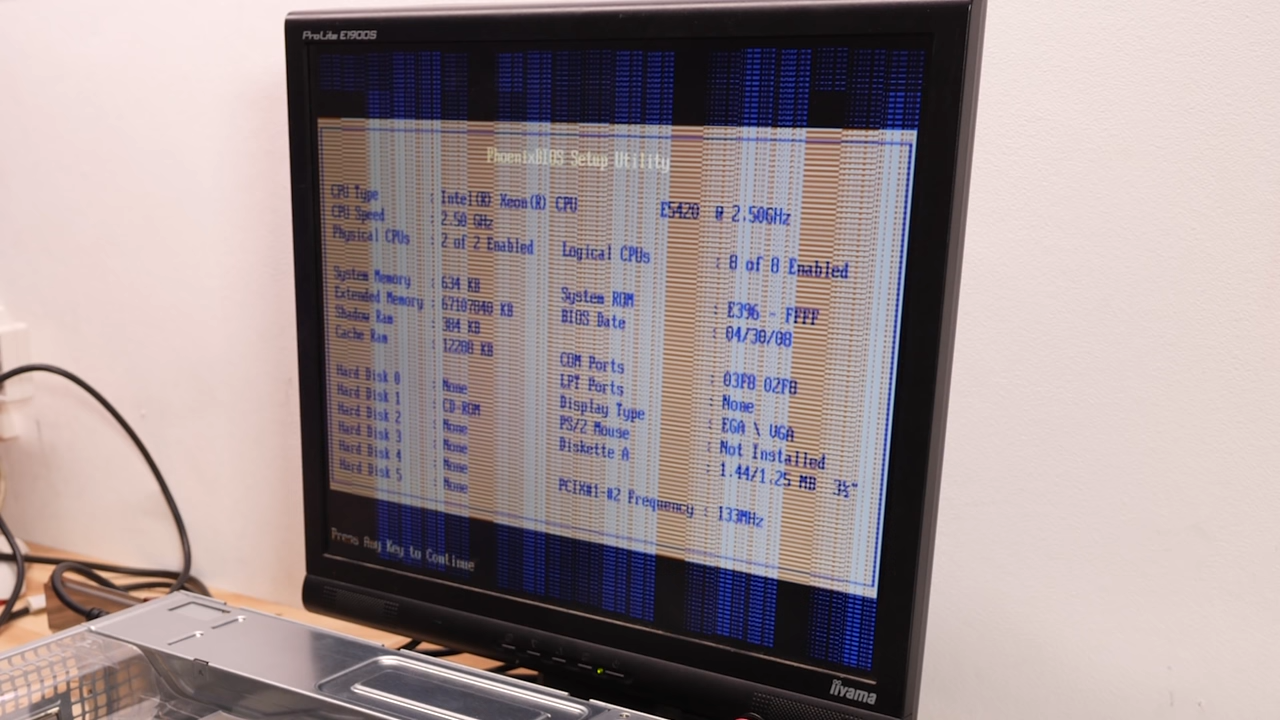 ProLite E1900S
PhoenixBIOS Setup Utility
CPU Type : Intel(R) Xeon(R) CPU E5420 @ 2.50GHz
CPU Speed : 2.50 GHz
Physical CPUs : 2 of 2 Enabled Logical CPUs : 8 of 8 Enabled
System Memory : 634 KB System ROM : E396 - FFFF
Extended Memory : 67107840 KB BIOS Date : 04/30/08
Shadow Ram : 384 KB
Cache Ram : 12288 KB COM Ports : 03F8 02F8
LPT Ports : None
Hard Disk 0 : None Display Type : EGA \ VGA
Hard Disk 1 : CD-ROM PS/2 Mouse : Not Installed
Hard Disk 2 : None Diskette A : 1.44/1.25 MB 3½"
Hard Disk 3 : None
Hard Disk 4 : None PCIX#1-#2 Frequency : 133MHz
Hard Disk 5 : None
Press Any Key to Continue
iiyama